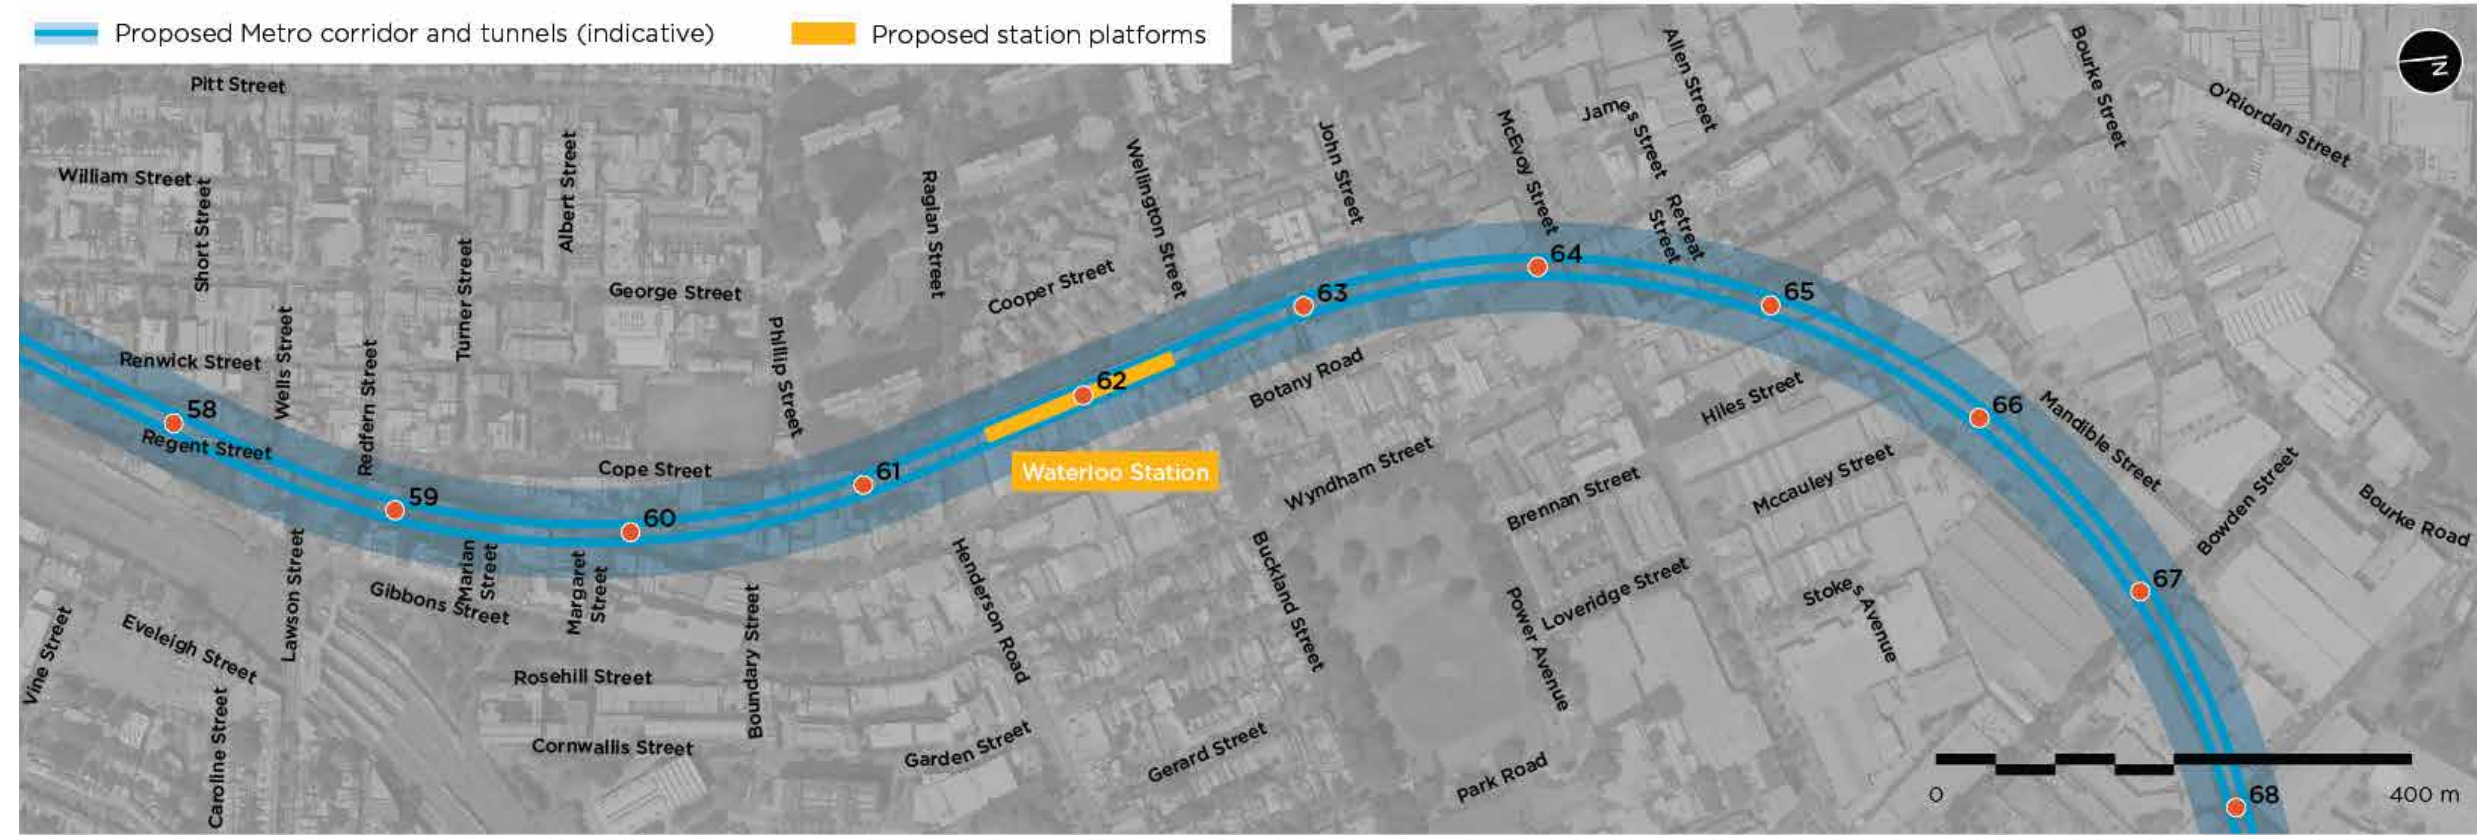 Proposed Metro corridor and tunnels (indicative)
Proposed station platforms
Pitt Street
William Street
Short Street
Albert Street
Turner Street
George Street
Wells Street
Redfern Street
Renwick Street
Phillip Street
Raglan Street
Cooper Street
Wellington Street
John Street
McEvoy Street
James Street
Allen Street
Retreat
Street
Bourke Street
O'Riordan Street
N
58
Regent Street
59
Cope Street
60
61
62
63
64
65
66
67
68
Waterloo Station
Botany Road
Wyndham Street
Hiles Street
Mccauley Street
Brennan Street
Mandible Street
Bowden Street
Bourke Road
Lawson Street
Gibbons Street
Marian
Street
Margaret
Street
Boundary Street
Henderson Road
Buckland Street
Power Avenue
Loveridge Street
Stokes Avenue
Vine Street
Eveleigh Street
Caroline Street
Rosehill Street
Cornwallis Street
Garden Street
Gerard Street
Park Road
0
400 m